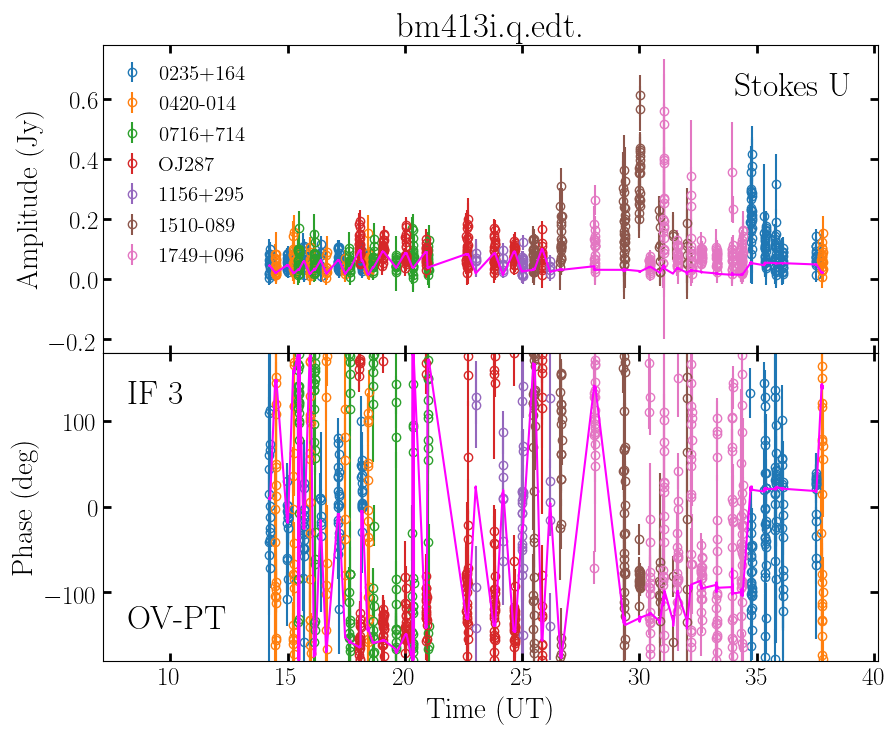 bm413i.q.edt.
0235+164
0420-014
0716+714
OJ287
1156+295
1510-089
1749+096
Stokes U
Amplitude (Jy)
0.6
0.4
0.2
0.0
−0.2
IF 3
OV-PT
Phase (deg)
100
0
−100
10 15 20 25 30 35 40
Time (UT)